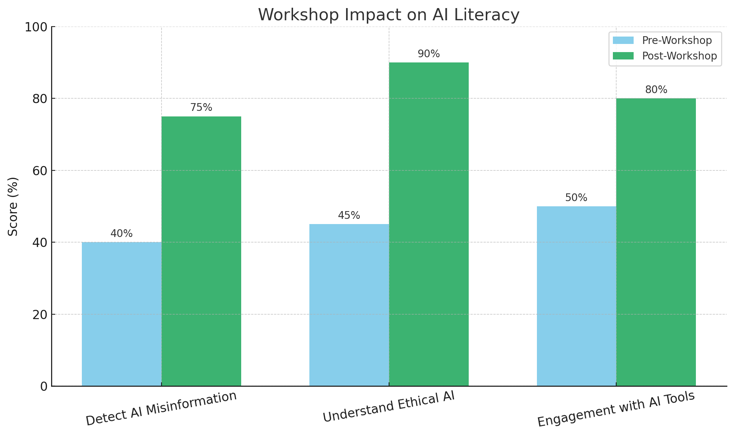 Workshop Impact on AI Literacy
Pre-Workshop
Post-Workshop
Score (%)
100
80
60
40
20
0
40%
75%
45%
90%
50%
80%
Detect AI Misinformation
Understand Ethical AI
Engagement with AI Tools